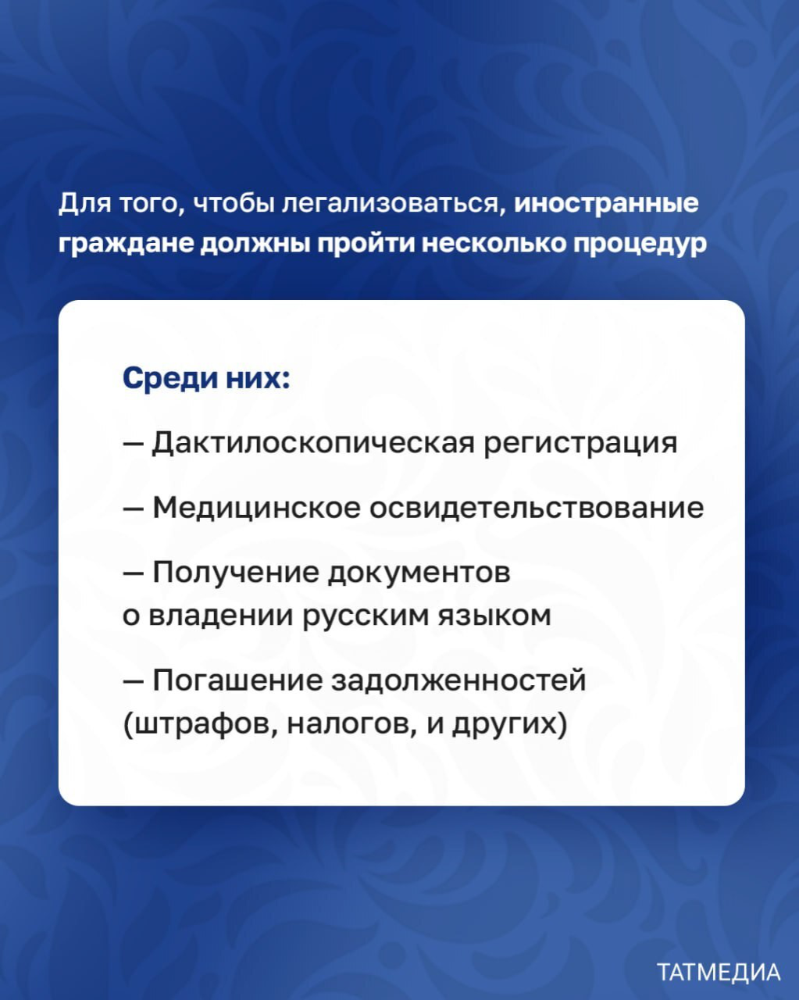 Для того, чтобы легализоваться, иностранные
граждане должны пройти несколько процедур
Среди них:
— Дактилоскопическая регистрация
— Медицинское освидетельствование
— Получение документов
о владении русским языком
— Погашение задолженностей
(штрафов, налогов, и других)
ТАТМЕДИА